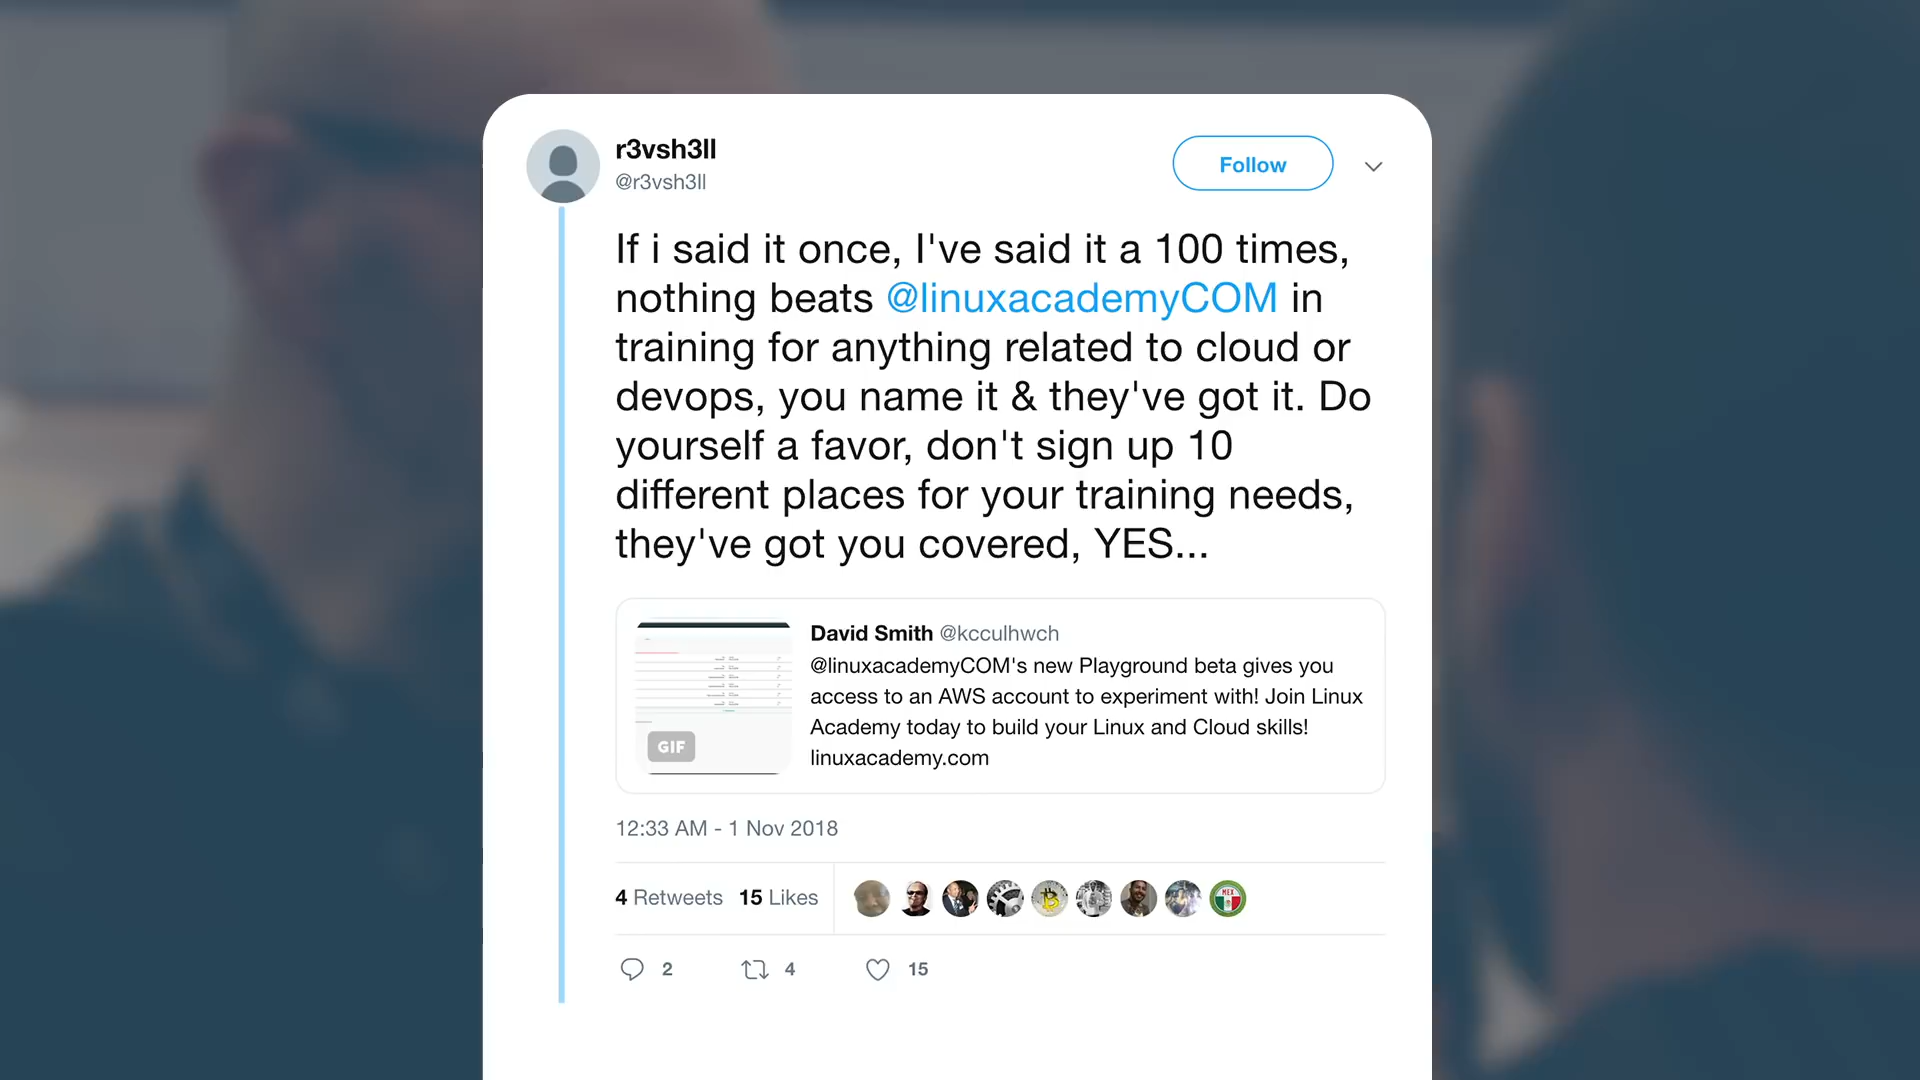 r3vsh3ll
@r3vsh3ll
Follow
If i said it once, I've said it a 100 times,
nothing beats @linuxacademyCOM in
training for anything related to cloud or
devops, you name it & they've got it. Do
yourself a favor, don't sign up 10
different places for your training needs,
they've got you covered, YES...
David Smith @kcculhwch
@linuxacademyCOM's new Playground beta gives you
access to an AWS account to experiment with! Join Linux
Academy today to build your Linux and Cloud skills!
linuxacademy.com
GIF
12:33 AM - 1 Nov 2018
4 Retweets 15 Likes
MEX
2 4 15